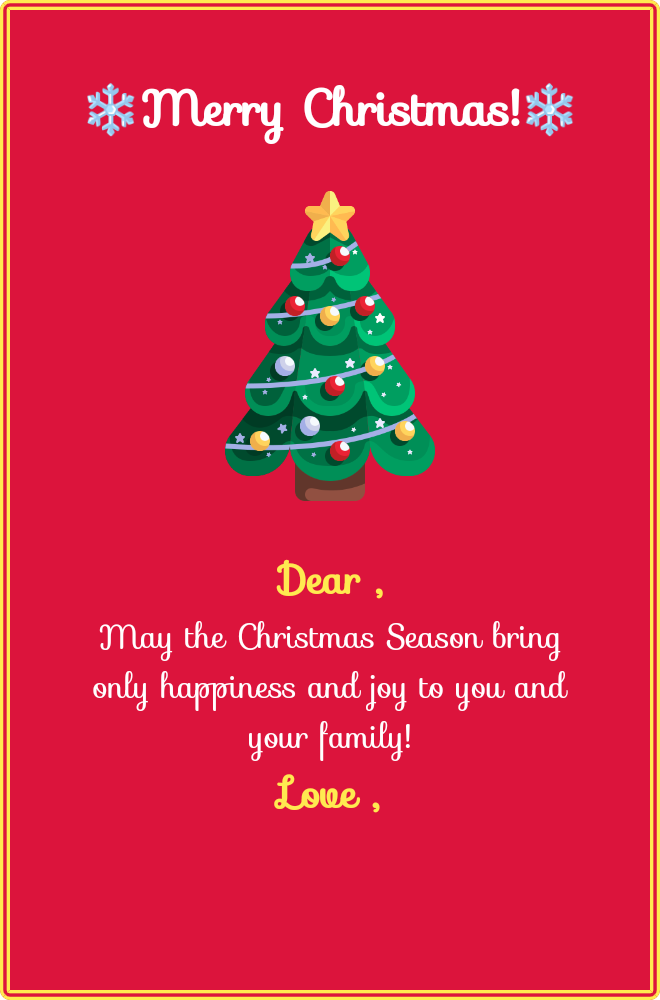 Merry Christmas!
Dear ,
May the Christmas Season bring
only happiness and joy to you and
your family!
Love ,